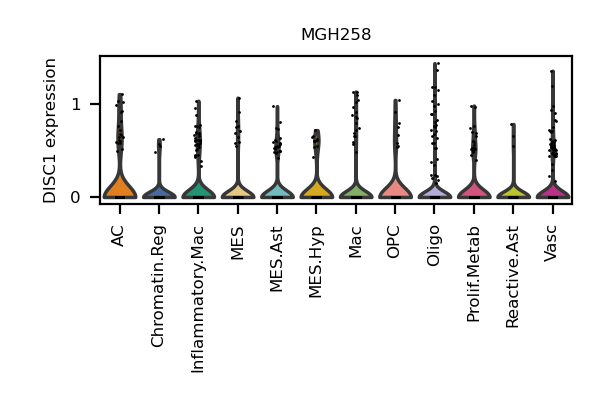 MGH258
DISC1 expression
1
0
AC
Chromatin.Reg
Inflammatory.Mac
MES
MES.Ast
MES.Hyp
Mac
OPC
Oligo
Prolif.Metab
Reactive.Ast
Vasc